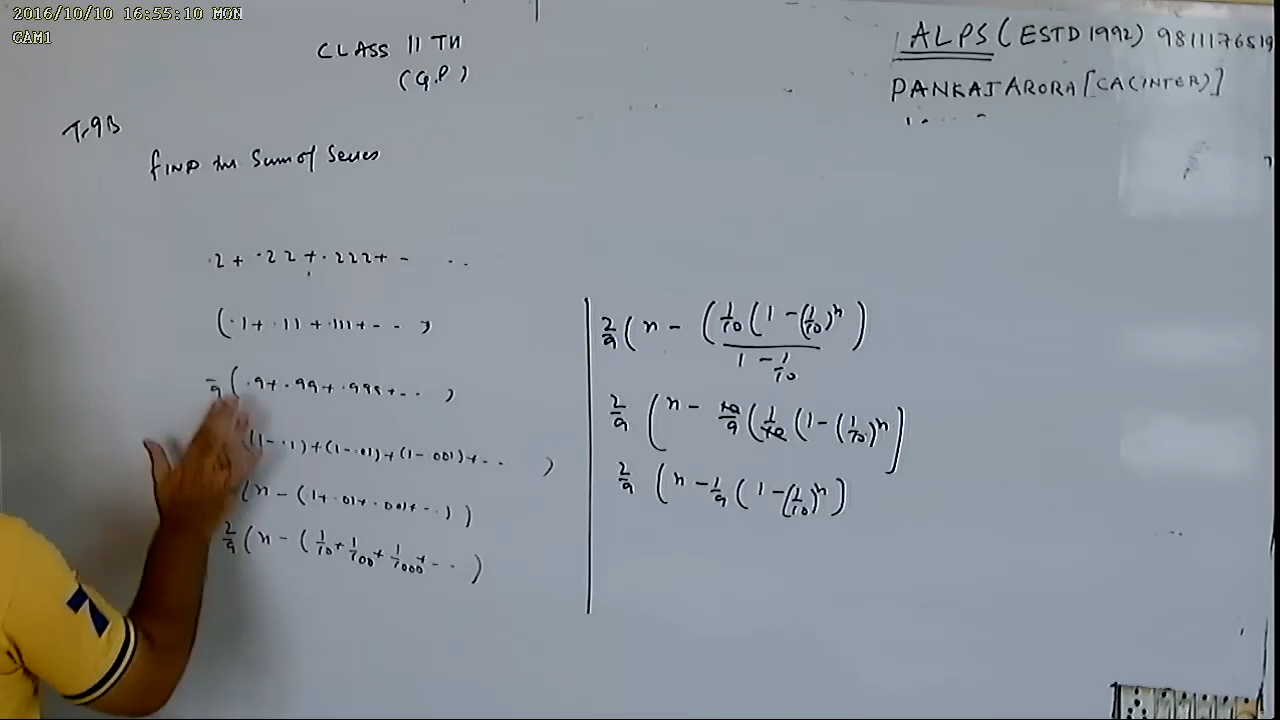 2016/10/10 16:55:10 MON
CAM1
CLASS 11 TH
(G.P)
ALPS (ESTD 1992) 9811176519
PANKAJ ARORA [CA(INTER)]
T-9B
FIND the Sum of Series
.2 + .22 + .222 + - ..
(.1 + .11 + .111 + - - )
9 (.9 + .99 + .999 + - .. )
(1 - .1) + (1 - .01) + (1 - .001) + - .. )
(n - (1 + .01 + .001 + - . ) )
2/9 (n - (1/10 + 1/100 + 1/1000 + - .. )
2/9 (n - (1/10 (1 - (1/10)^n ) / 1 - 1/10
2/9 (n - 10/9 (1/10 (1 - (1/10)^n ]
2/9 (n - 1/9 (1 - (1/10)^n )